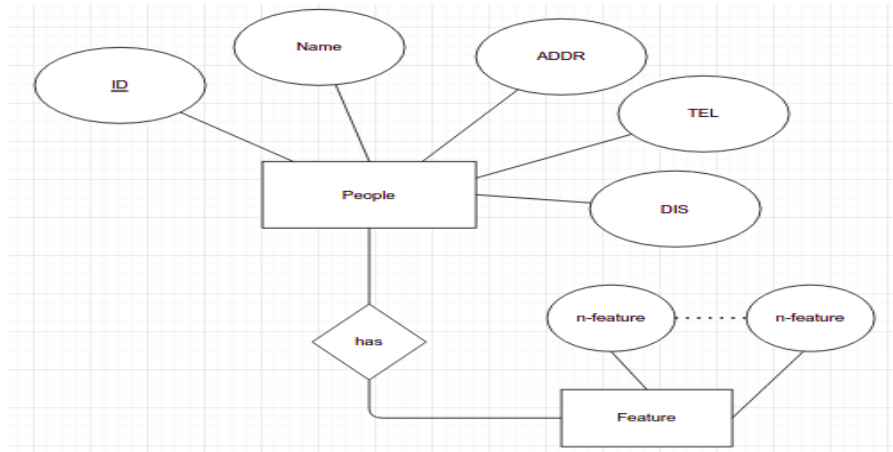 Name
ADDR
ID
TEL
People
DIS
n-feature
n-feature
has
Feature